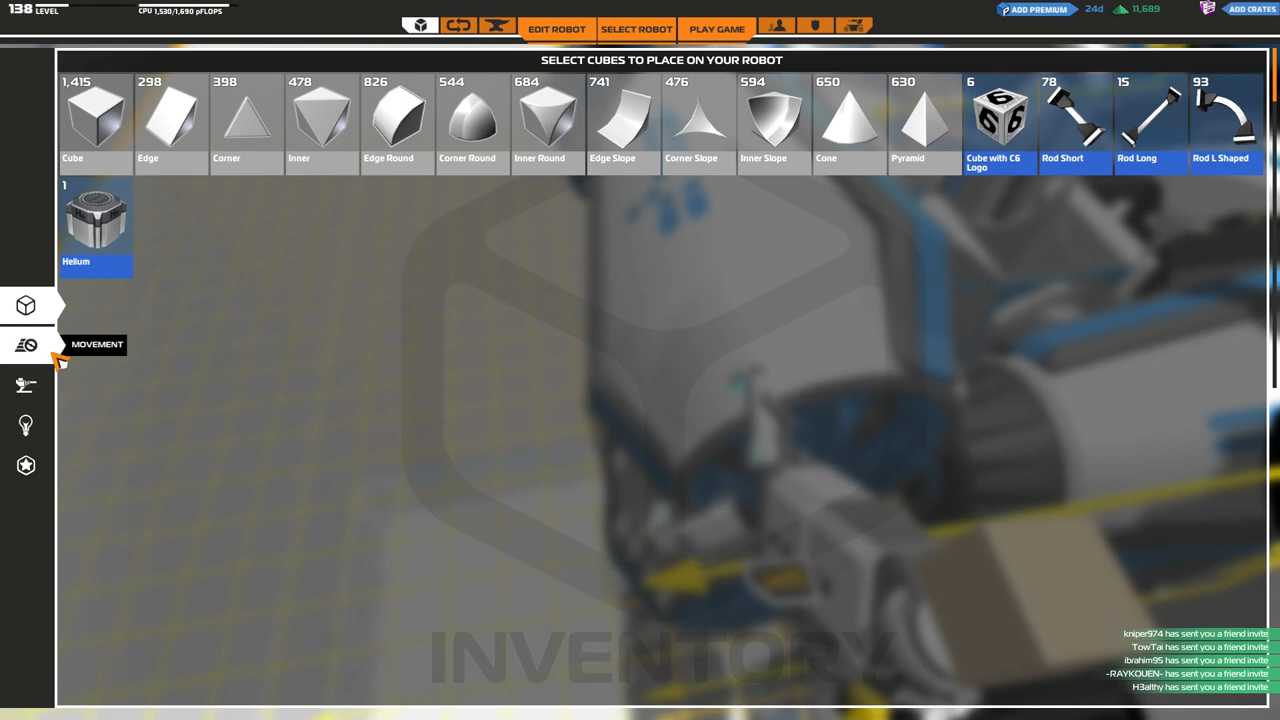 138 LEVEL
CPU 1,530/1,690 pFLOPS
EDIT ROBOT
SELECT ROBOT
PLAY GAME
ADD PREMIUM
24d
11,689
ADD CRATES
SELECT CUBES TO PLACE ON YOUR ROBOT
1,415
298
398
478
826
544
684
741
476
594
650
630
6
78
15
93
Cube
Edge
Corner
Inner
Edge Round
Corner Round
Inner Round
Edge Slope
Corner Slope
Inner Slope
Cone
Pyramid
Cube with C6
Logo
Rod Short
Rod Long
Rod L Shaped
1
Helium
MOVEMENT
INVENTORY
kniper974 has sent you a friend invite
TowTai has sent you a friend invite
ibrahim95 has sent you a friend invite
-RAYKOUEN- has sent you a friend invite
H3althy has sent you a friend invite